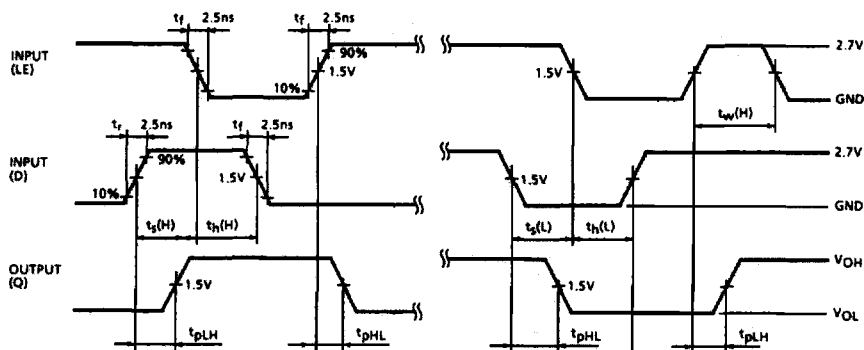 tf 2.5ns tf 2.5ns
INPUT
(LE)
90%
1.5V
10%
1.5V
2.7V
GND
tw(H)
tr 2.5ns tf 2.5ns
INPUT
(D)
90%
10%
1.5V
1.5V
2.7V
GND
ts(H) th(H)
ts(L) th(L)
OUTPUT
(Q)
1.5V
1.5V
VOH
VOL
tpLH tpHL tpHL tpLH